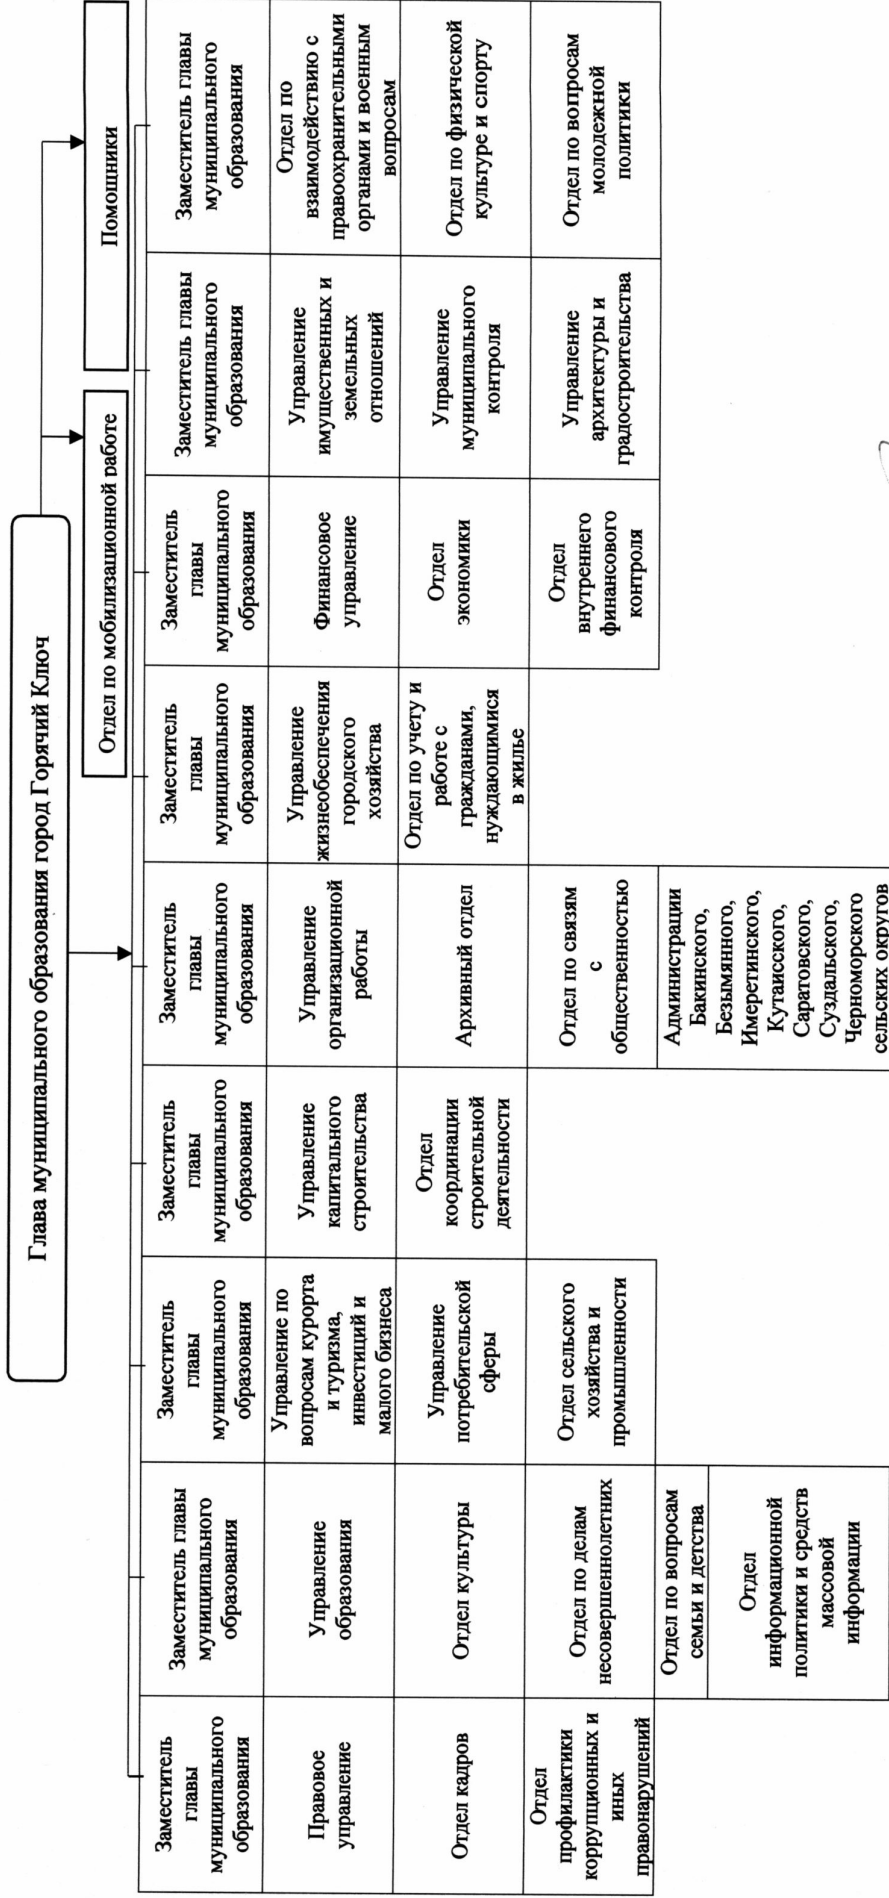 Глава муниципального образования город Горячий Ключ
Отдел по мобилизационной работе
Помощники
Заместитель
главы
муниципального
образования
Правовое
управление
Отдел кадров
Отдел
профилактики
коррупционных и
иных
правонарушений
Заместитель главы
муниципального
образования
Управление
образования
Отдел культуры
Отдел по делам
несовершеннолетних
Отдел по вопросам
семьи и детства
Отдел
информационной
политики и средств
массовой
информации
Заместитель
главы
муниципального
образования
Управление по
вопросам курорта
и туризма,
инвестиций и
малого бизнеса
Управление
потребительской
сферы
Отдел сельского
хозяйства и
промышленности
Заместитель
главы
муниципального
образования
Управление
капитального
строительства
Отдел
координации
строительной
деятельности
Заместитель
главы
муниципального
образования
Управление
организационной
работы
Архивный отдел
Отдел по связям
с
общественностью
Администрации
Бакинского,
Безымянного,
Имеретинского,
Кутаисского,
Саратовского,
Суздальского,
Черноморского
сельских округов
Заместитель
главы
муниципального
образования
Управление
жизнеобеспечения
городского
хозяйства
Отдел по учету и
работе с
гражданами,
нуждающимися
в жилье
Заместитель
главы
муниципального
образования
Финансовое
управление
Отдел
экономики
Отдел
внутреннего
финансового
контроля
Заместитель главы
муниципального
образования
Управление
имущественных и
земельных
отношений
Управление
муниципального
контроля
Управление
архитектуры и
градостроительства
Заместитель главы
муниципального
образования
Отдел по
взаимодействию с
правоохранительными
органами и военным
вопросам
Отдел по физической
культуре и спорту
Отдел по вопросам
молодежной
политики